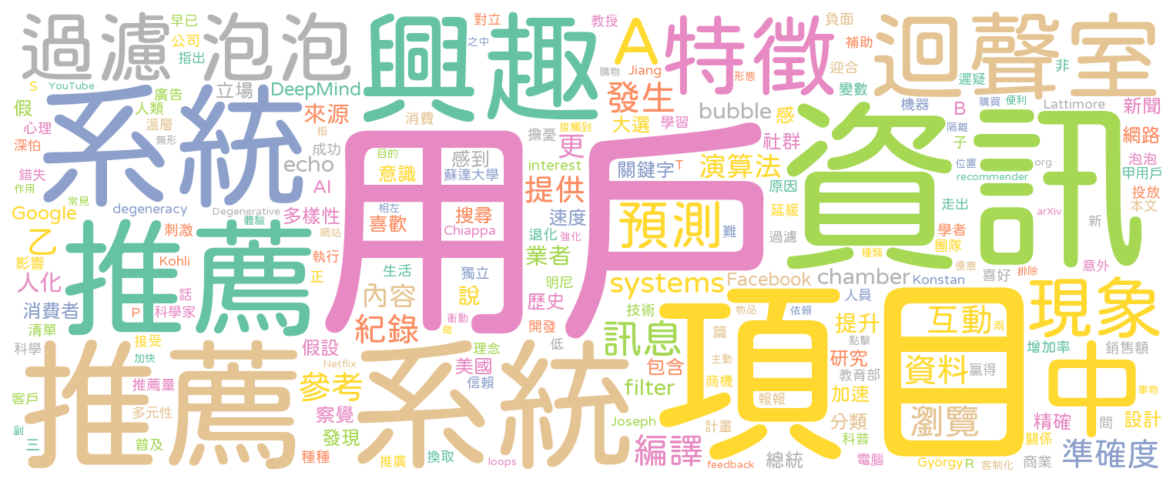 過濾泡泡
興趣
A
特徵
迴聲室
早已
公司
指出
對立
之中
教授
負面
補助
迎合
S
YouTube
廣告
立場
DeepMind
購物
Jiang
形態
變數
遲疑
非
假
人類
來源
消費
發生
bubble
感
機器
B
購買
便利
Lattimore
新聞
系統
心理
溫層
無形
指
成功
擔憂
接觸到
大選
學習
社群
資訊
隔離
子
網路
深怕
echo
目的
感到
interest
更
關鍵字
T
演算法
位置
org
泡泡
甲用戶
錯失
作用
AI
意識
蘇達大學
提供
原因
recommender
常見
degeneracy
Degenerative
多樣性
用戶
相左
喜歡
搜尋
Chiappa
速度
預測
難
延緩
走出
arXiv
新
投放
本文
Google
推薦
刺激
體驗
網站
強化
退化
業者
過濾
學者
團隊
乙
影響
Kohli
執行
正
生活
獨立
明尼
systems
Facebook
chamber
種類
優惠
Konstan
喜好
排除
意外
人化
話
內容
說
歷史
技術
項目
依賴
人員
現象
消費者
P
科學家
紀錄
衝動
做
開發
訊息
篇
物品
提升
點擊
互動
兩
清單
接受
假設
理念
低
包含
主動
研究
增加率
銷售額
科學
加快
推薦系統
Netflix
美國
信賴
filter
商機
教育部
資料
贏得
中
事物
客戶
推薦量
參考
加速
多元性
察覺
Joseph
計畫
報報
分類
瀏覽
精確
間
設計
副
三
普及
發現
種種
推廣
換取
loops
編譯
feedback
總統
科普
電腦
Gyorgy
R
客制化
關係
商業
準確度